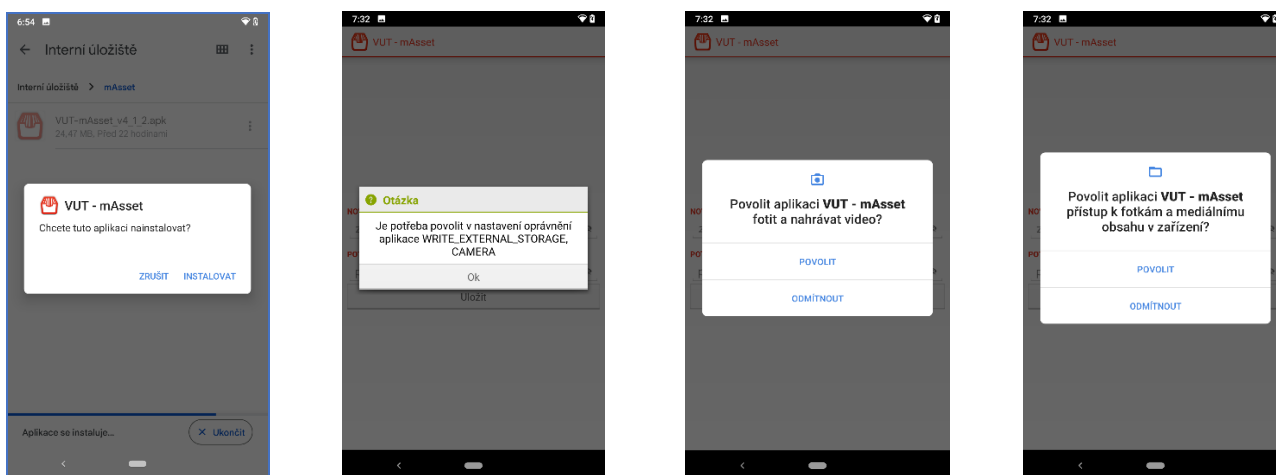 6:54
Interní úložiště
Interní úložiště > mAsset
VUT-mAsset_v4_1_2.apk
24,47 MB, Před 22 hodinami
VUT - mAsset
Chcete tuto aplikaci nainstalovat?
ZRUŠIT INSTALOVAT
Aplikace se instaluje...
× Ukončit
7:32
VUT - mAsset
Otázka
Je potřeba povolit v nastavení oprávnění
aplikace WRITE_EXTERNAL_STORAGE,
CAMERA
Ok
Uložit
7:32
VUT - mAsset
Povolit aplikaci VUT - mAsset
fotit a nahrávat video?
POVOLIT
ODMÍTNOUT
7:32
VUT - mAsset
Povolit aplikaci VUT - mAsset
přístup k fotkám a mediálnímu
obsahu v zařízení?
POVOLIT
ODMÍTNOUT